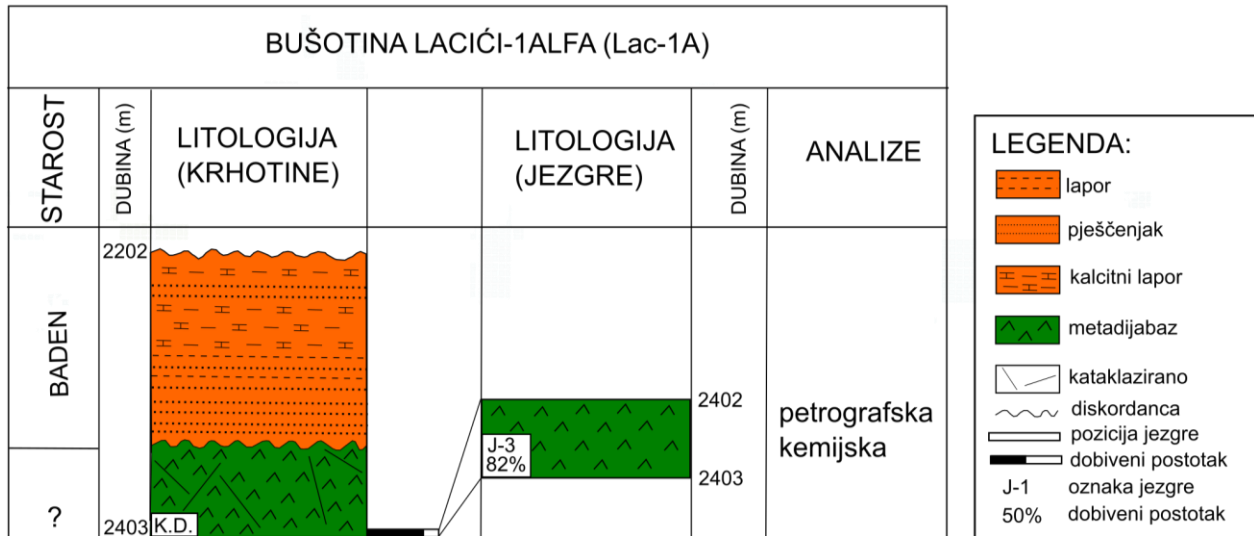 BUŠOTINA LACIĆI-1ALFA (Lac-1A)
STAROST
DUBINA (m)
LITOLOGIJA
(KRHOTINE)
LITOLOGIJA
(JEZGRE)
DUBINA (m)
ANALIZE
2202
BADEN
?
2403
K.D.
J-3
82%
2402
2403
petrografska
kemijska
LEGENDA:
lapor
pješčenjak
kalcitni lapor
metadijabaz
kataklazirano
diskordanca
pozicija jezgre
dobiveni postotak
J-1 oznaka jezgre
50% dobiveni postotak